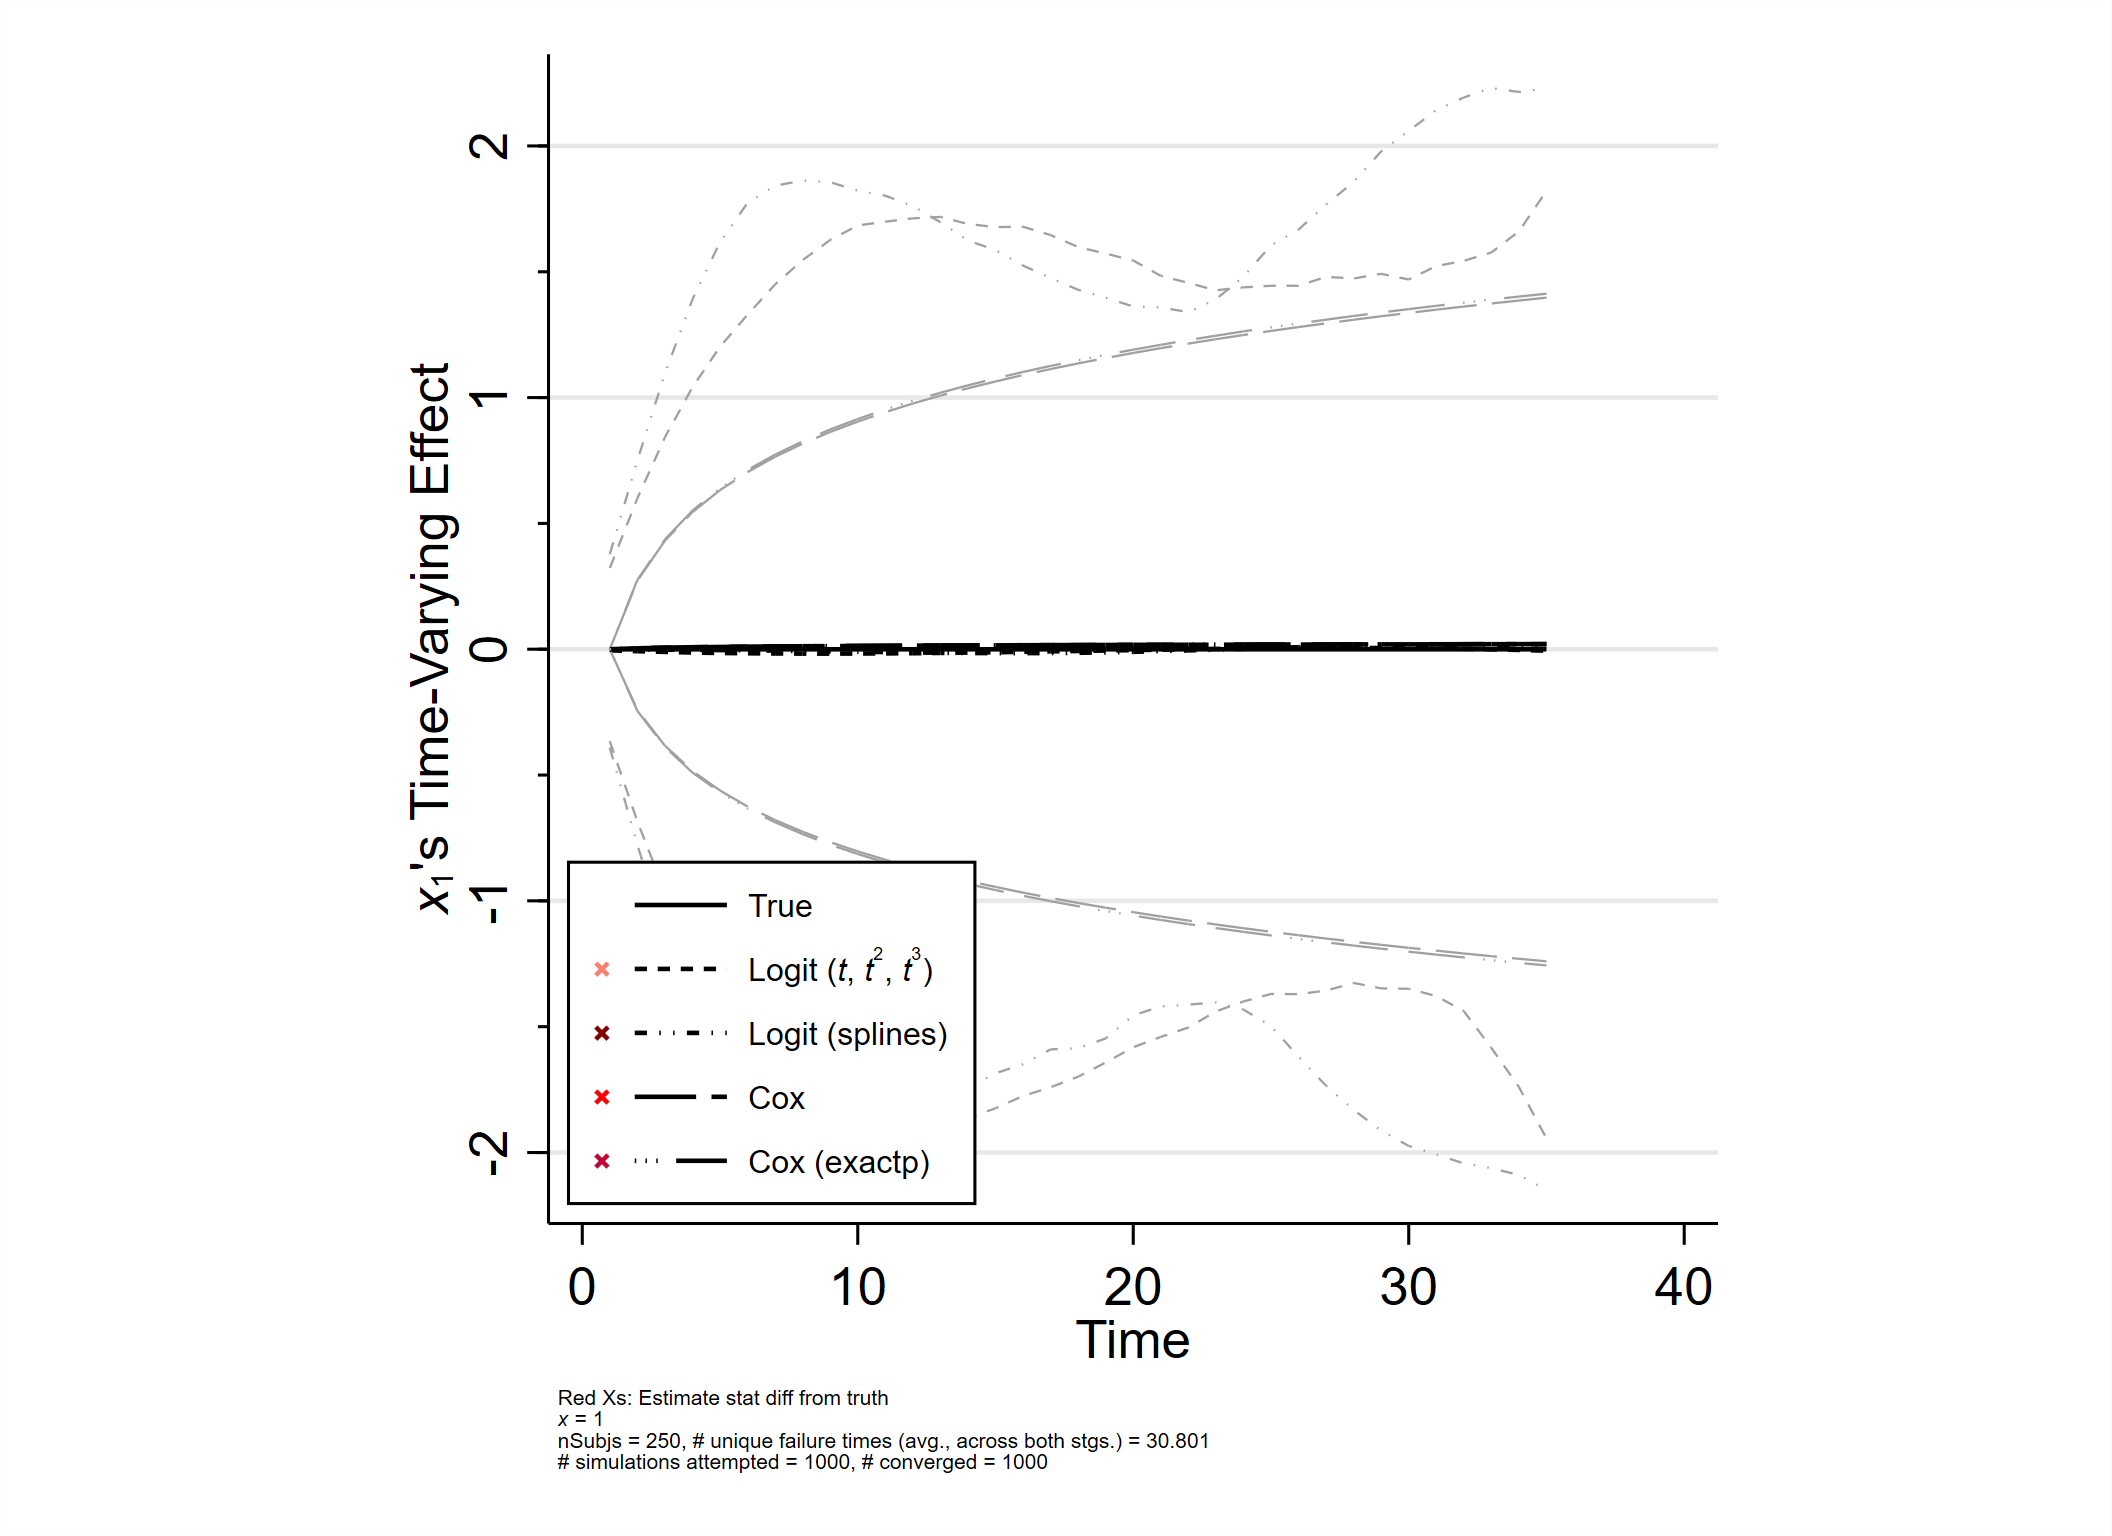 2
1
0
-1
-2
x₁'s Time-Varying Effect
True
Logit (t, t², t³)
Logit (splines)
Cox
Cox (exactp)
0 10 20 30 40
Time
Red Xs: Estimate stat diff from truth
x = 1
nSubjs = 250, # unique failure times (avg., across both stgs.) = 30.801
# simulations attempted = 1000, # converged = 1000